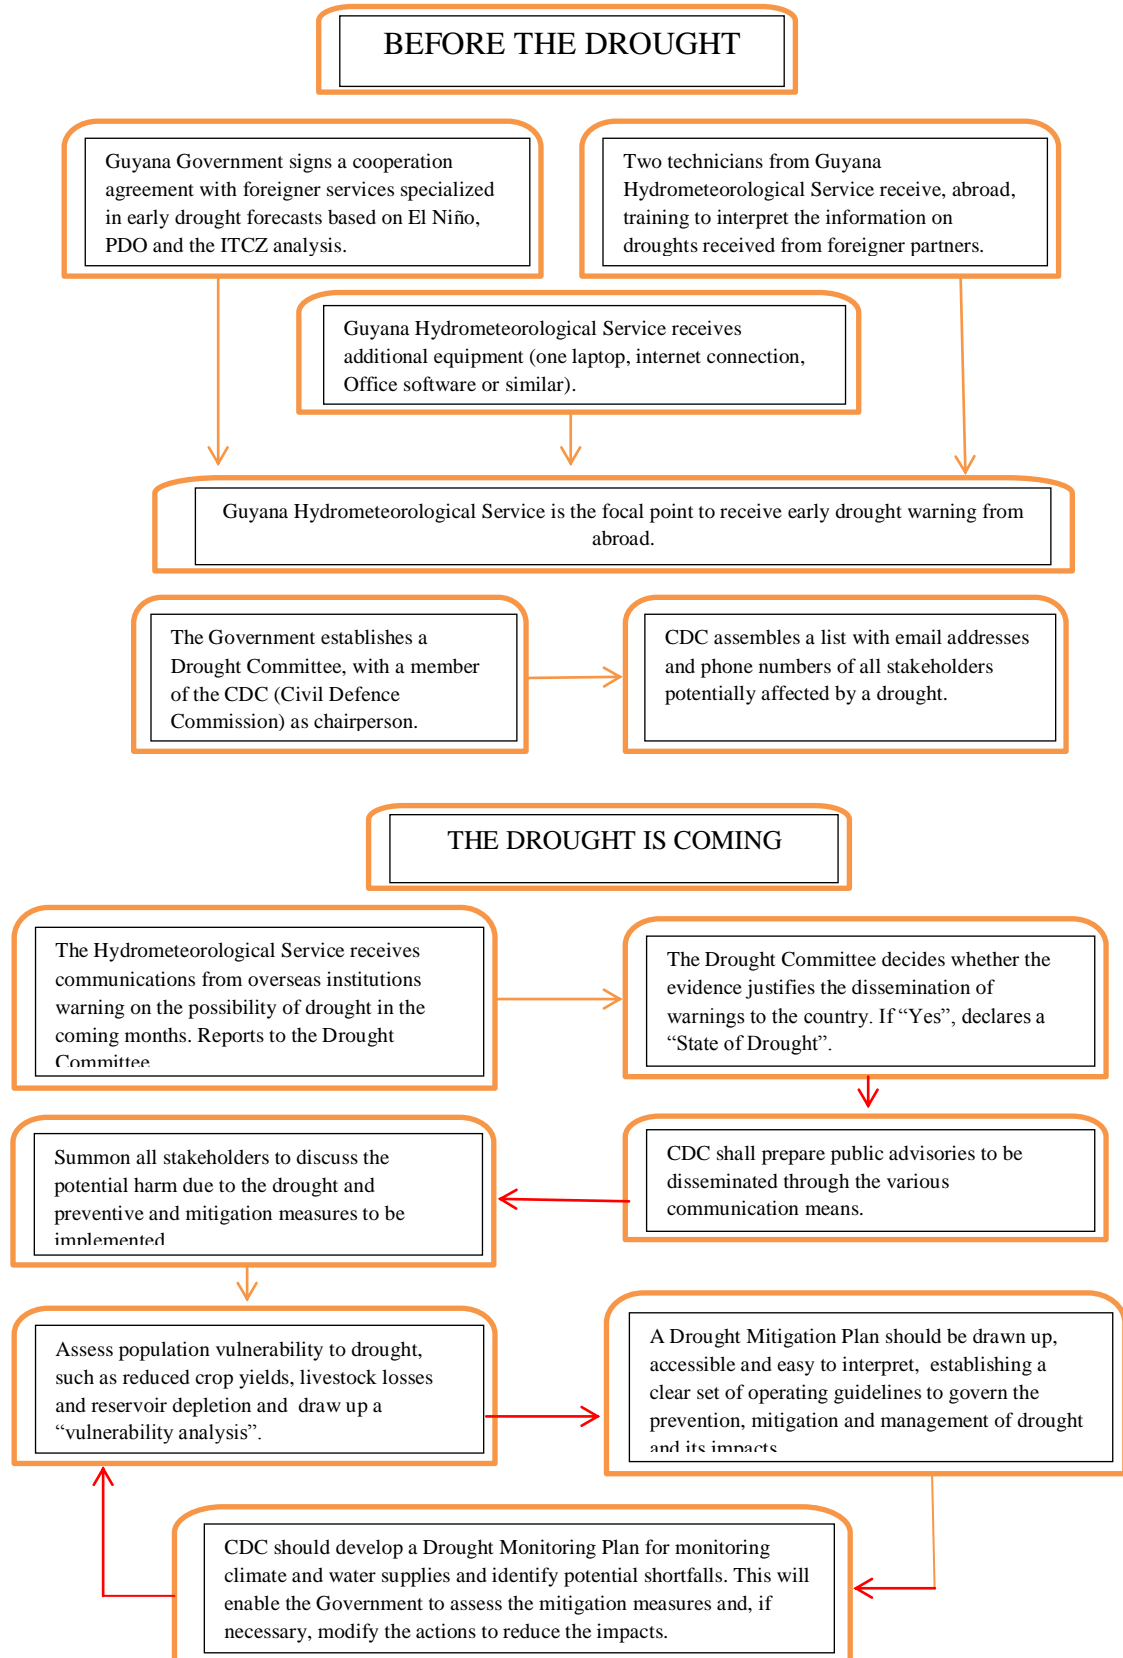 BEFORE THE DROUGHT
Guyana Government signs a cooperation
agreement with foreigner services specialized
in early drought forecasts based on El Niño,
PDO and the ITCZ analysis.
Two technicians from Guyana
Hydrometeorological Service receive, abroad,
training to interpret the information on
droughts received from foreigner partners.
Guyana Hydrometeorological Service receives
additional equipment (one laptop, internet connection,
Office software or similar).
Guyana Hydrometeorological Service is the focal point to receive early drought warning from
abroad.
The Government establishes a
Drought Committee, with a member
of the CDC (Civil Defence
Commission) as chairperson.
CDC assembles a list with email addresses
and phone numbers of all stakeholders
potentially affected by a drought.
THE DROUGHT IS COMING
The Hydrometeorological Service receives
communications from overseas institutions
warning on the possibility of drought in the
coming months. Reports to the Drought
Committee
The Drought Committee decides whether the
evidence justifies the dissemination of
warnings to the country. If “Yes”, declares a
“State of Drought”.
CDC shall prepare public advisories to be
disseminated through the various
communication means.
Summon all stakeholders to discuss the
potential harm due to the drought and
preventive and mitigation measures to be
implemented
Assess population vulnerability to drought,
such as reduced crop yields, livestock losses
and reservoir depletion and draw up a
“vulnerability analysis”.
A Drought Mitigation Plan should be drawn up,
accessible and easy to interpret, establishing a
clear set of operating guidelines to govern the
prevention, mitigation and management of drought
and its impacts
CDC should develop a Drought Monitoring Plan for monitoring
climate and water supplies and identify potential shortfalls. This will
enable the Government to assess the mitigation measures and, if
necessary, modify the actions to reduce the impacts.